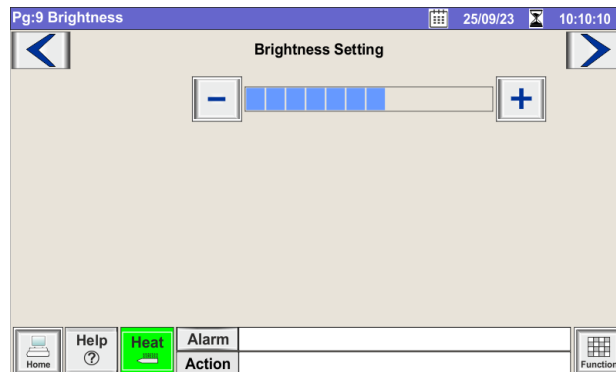 Pg:9 Brightness 25/09/23 10:10:10
Brightness Setting
− +
Home Help ? Heat Alarm
Action
Function